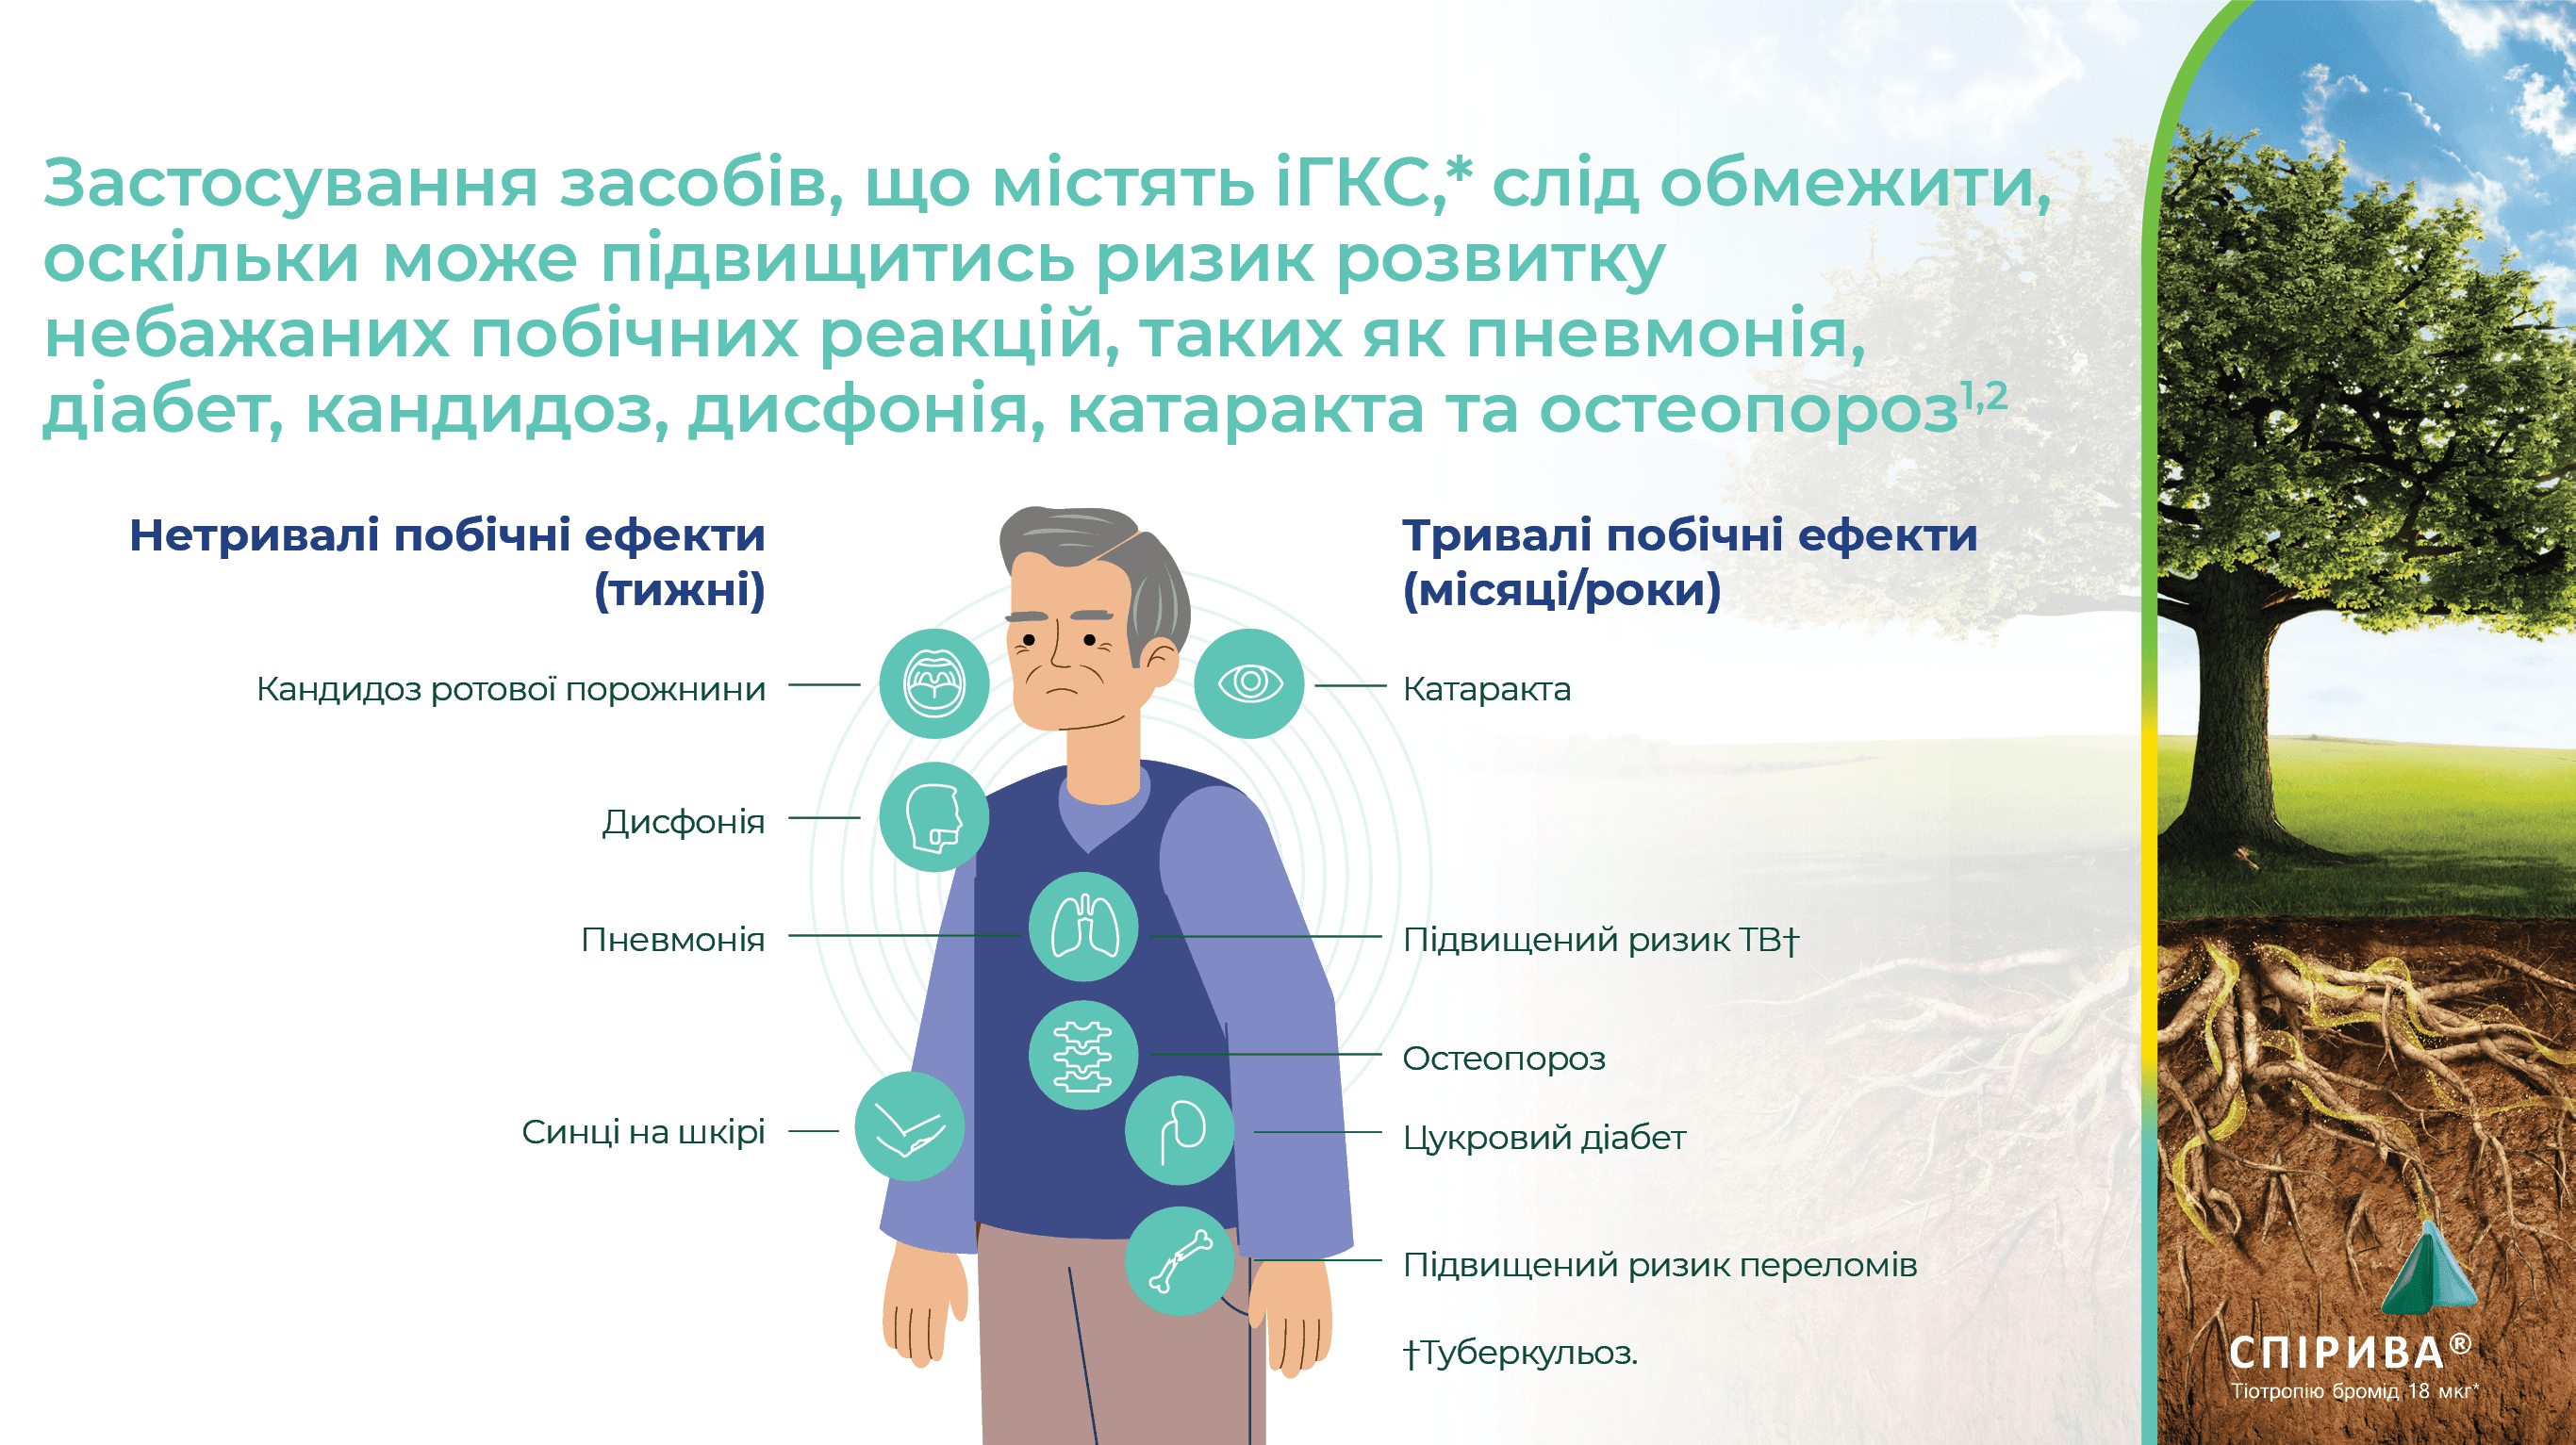 Застосування засобів, що містять іГКС,* слід обмежити,
оскільки може підвищитись ризик розвитку
небажаних побічних реакцій, таких як пневмонія,
діабет, кандидоз, дисфонія, катаракта та остеопороз1,2
Нетривалі побічні ефекти
(тижні)
Кандидоз ротової порожнини
Дисфонія
Пневмонія
Синці на шкірі
Тривалі побічні ефекти
(місяці/роки)
Катаракта
Підвищений ризик ТВ†
Остеопороз
Цукровий діабет
Підвищений ризик переломів
†Туберкульоз.
СПІРИВА®
Тіотропію бромід 18 мкг*